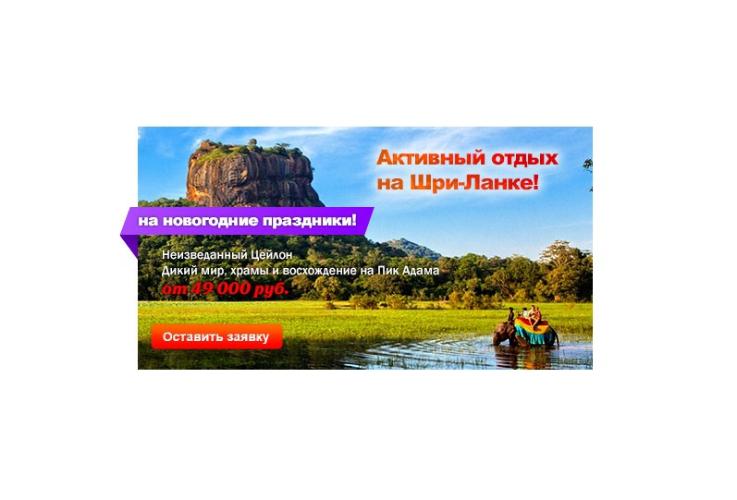 Активный отдых
на Шри-Ланке!
на новогодние праздники!
Неизведанный Цейлон
Дикий мир, храмы и восхождение на Пик Адама
от 49 000 руб.
Оставить заявку